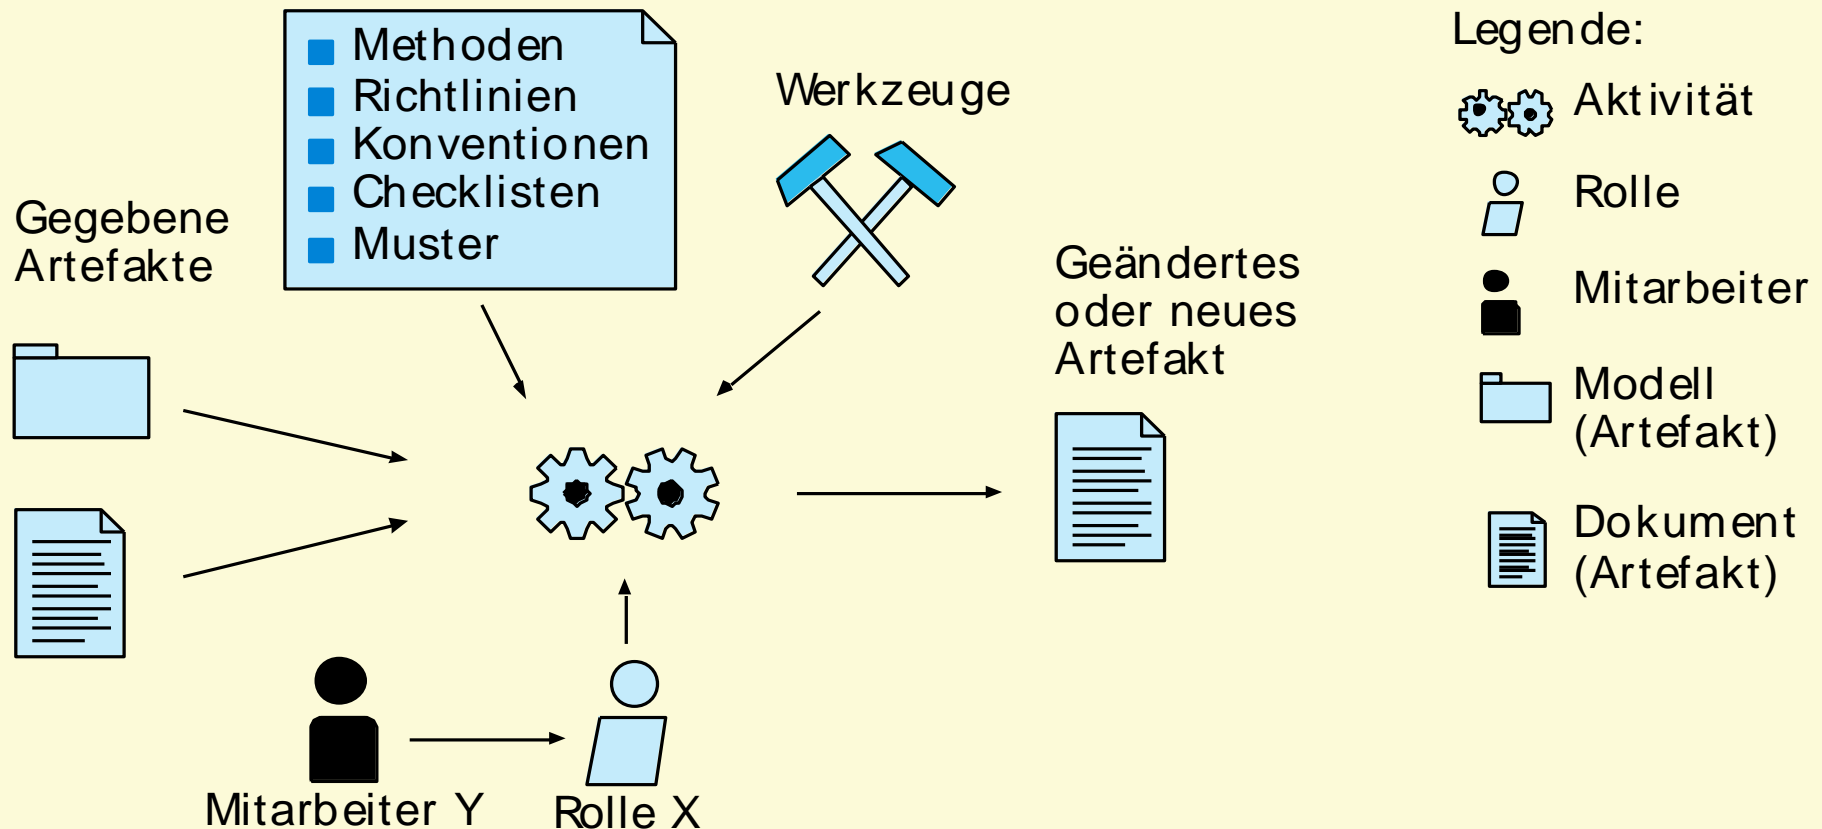 Methoden
Richtlinien
Konventionen
Checklisten
Muster
Werkzeuge
Gegebene
Artefakte
Geändertes
oder neues
Artefakt
Mitarbeiter Y
Rolle X
Legende:
Aktivität
Rolle
Mitarbeiter
Modell
(Artefakt)
Dokument
(Artefakt)